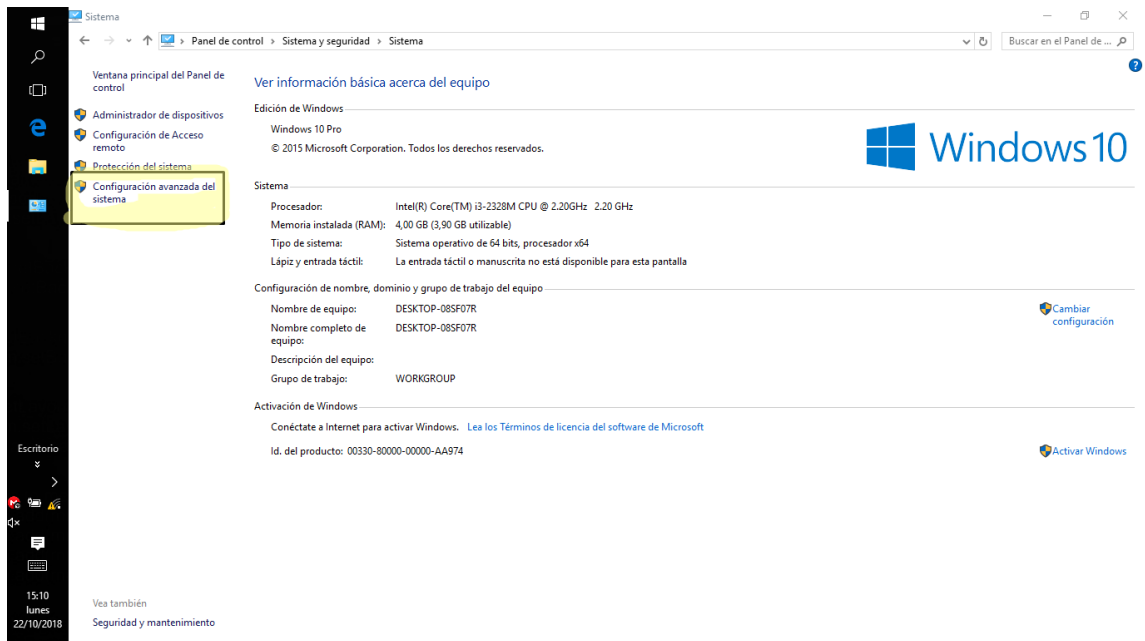 Sistema
Panel de control > Sistema y seguridad > Sistema
Buscar en el Panel de ...
Ventana principal del Panel de
control
Administrador de dispositivos
Configuración de Acceso
remoto
Protección del sistema
Configuración avanzada del
sistema
Ver información básica acerca del equipo
Edición de Windows
Windows 10 Pro
© 2015 Microsoft Corporation. Todos los derechos reservados.
Windows 10
Sistema
Procesador: Intel(R) Core(TM) i3-2328M CPU @ 2.20GHz 2.20 GHz
Memoria instalada (RAM): 4,00 GB (3,90 GB utilizable)
Tipo de sistema: Sistema operativo de 64 bits, procesador x64
Lápiz y entrada táctil: La entrada táctil o manuscrita no está disponible para esta pantalla
Configuración de nombre, dominio y grupo de trabajo del equipo
Nombre de equipo: DESKTOP-08SF07R
Nombre completo de DESKTOP-08SF07R
equipo:
Descripción del equipo:
Grupo de trabajo: WORKGROUP
Cambiar
configuración
Activación de Windows
Conéctate a Internet para activar Windows. Lea los Términos de licencia del software de Microsoft
Id. del producto: 00330-80000-00000-AA974
Activar Windows
Vea también
Seguridad y mantenimiento
Escritorio
15:10
lunes
22/10/2018